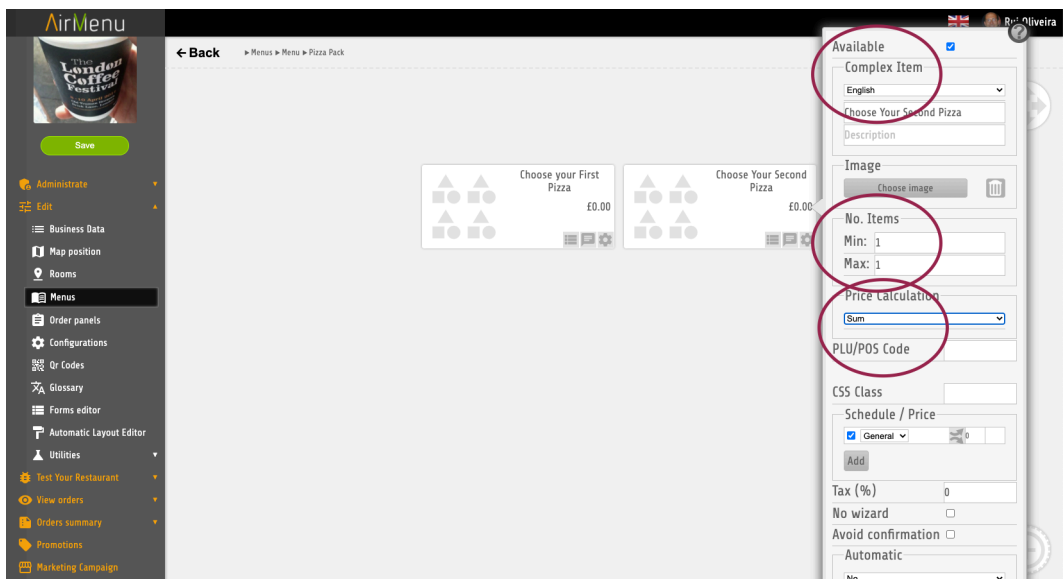 AirMenu
Rui Oliveira
The
London
Coffee
Festival
Save
Administrate
Edit
Business Data
Map position
Rooms
Menus
Order panels
Configurations
Qr Codes
Glossary
Forms editor
Automatic Layout Editor
Utilities
Test Your Restaurant
View orders
Orders summary
Promotions
Marketing Campaign
← Back
▶ Menus ▶ Menu ▶ Pizza Pack
Choose your First
Pizza
£0.00
Choose Your Second
Pizza
£0.00
?
Available
Complex Item
English
Choose Your Second Pizza
Description
Image
Choose image
No. Items
Min: 1
Max: 1
Price Calculation
Sum
PLU/POS Code
CSS Class
Schedule / Price
General
0
Add
Tax (%)
0
No wizard
Avoid confirmation
Automatic
No